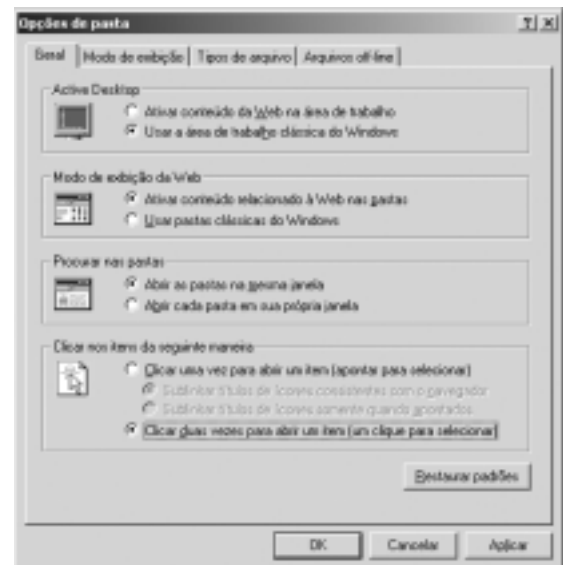 Opções de pasta
Geral Modo de exibição Tipos de arquivo Arquivos off-line
Active Desktop
Ativar conteúdo da Web na área de trabalho
Usar a área de trabalho clássica do Windows
Modo de exibição da Web
Ativar conteúdo relacionado à Web nas pastas
Usar pastas clássicas do Windows
Procurar nas pastas
Abrir as pastas na mesma janela
Abrir cada pasta em sua própria janela
Clicar nos itens da seguinte maneira
Clicar uma vez para abrir um item (apontar para selecionar)
Sublinhar títulos de ícones consistentes com o navegador
Sublinhar títulos de ícones somente quando apontados
Clicar duas vezes para abrir um item (um clique para selecionar)
Restaurar padrões
OK Cancelar Aplicar